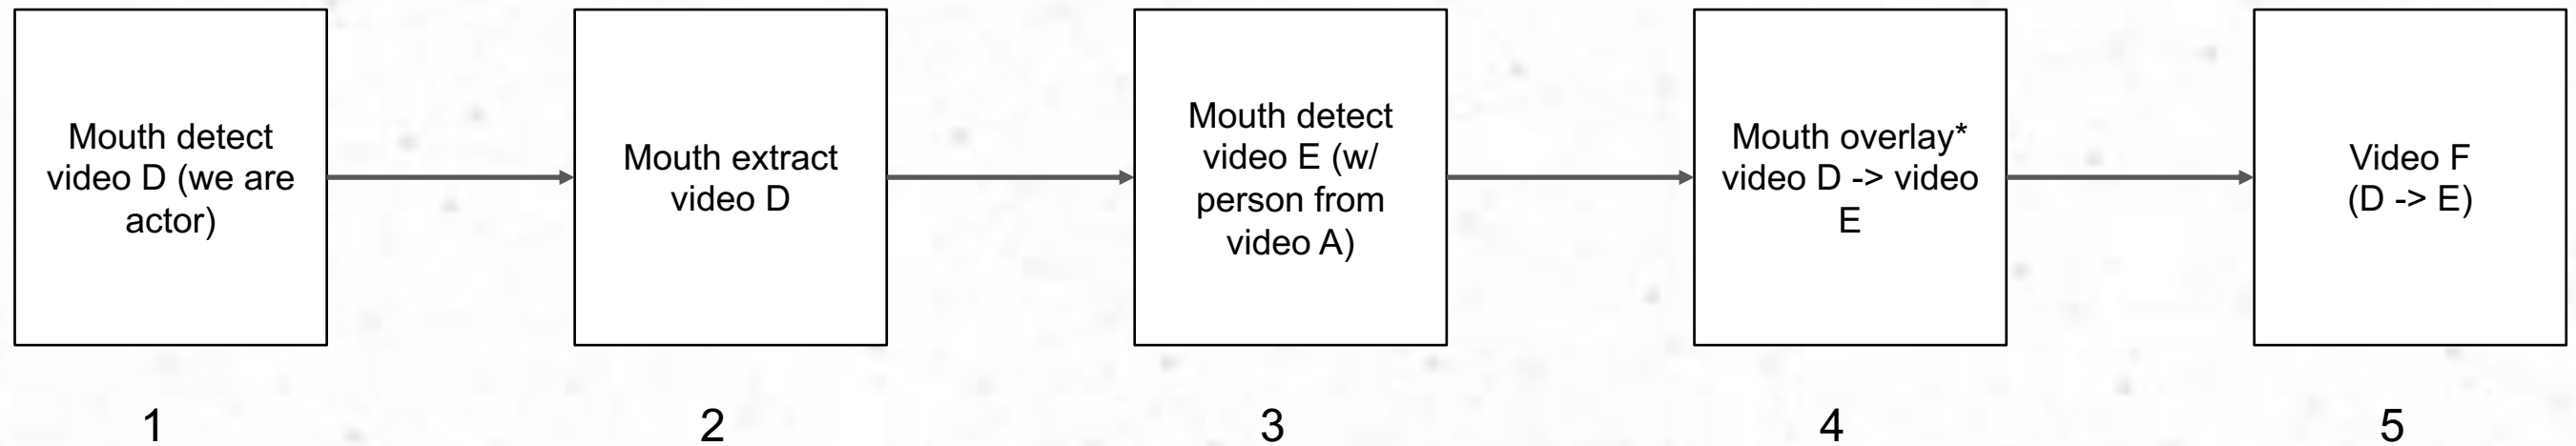 Mouth detect
video D (we are
actor)
Mouth extract
video D
Mouth detect
video E (w/
person from
video A)
Mouth overlay*
video D -> video
E
Video F
(D -> E)
1
2
3
4
5